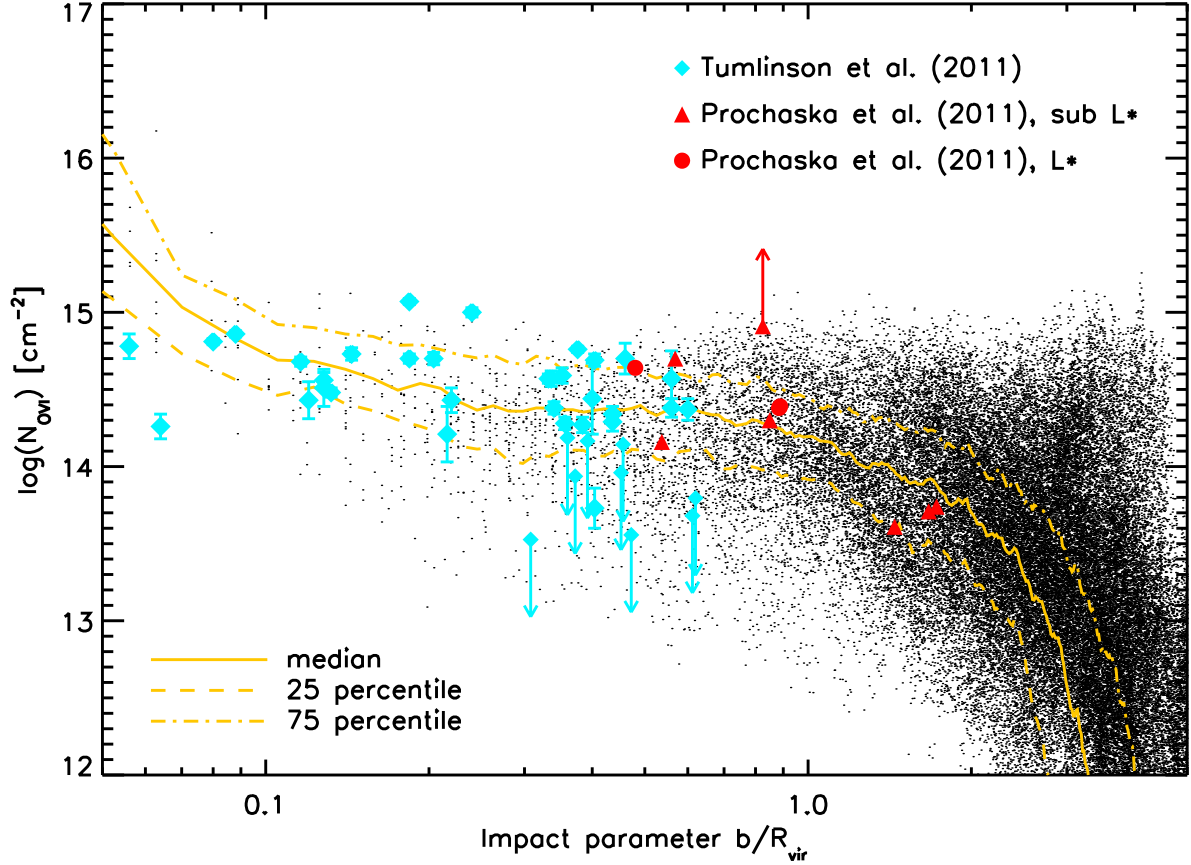 17
16
15
14
13
12
log(N_OVI) [cm^-2]
Tumlinson et al. (2011)
Prochaska et al. (2011), sub L*
Prochaska et al. (2011), L*
median
25 percentile
75 percentile
0.1
1.0
Impact parameter b/R_vir